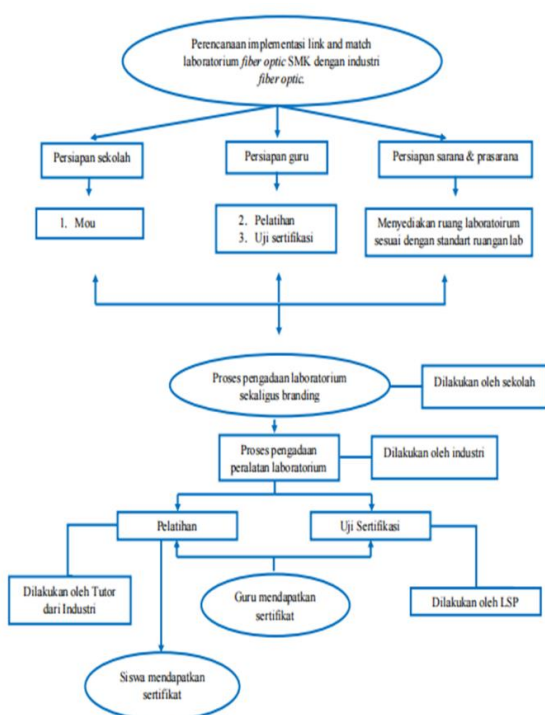 Perencanaan implementasi link and match
laboratorium fiber optic SMK dengan industri
fiber optic.
Persiapan sekolah
Persiapan guru
Persiapan sarana & prasarana
1. Mou
2. Pelatihan
3. Uji sertifikasi
Menyediakan ruang laboatoirum
sesuai dengan standart ruangan lab
Proses pengadaan laboratorium
sekaligus branding
Dilakukan oleh sekolah
Proses pengadaan
peralatan laboratorium
Dilakukan oleh industri
Pelatihan
Uji Sertifikasi
Dilakukan oleh Tutor
dari Industri
Guru mendapatkan
sertifikat
Dilakukan oleh LSP
Siswa mendapatkan
sertifikat